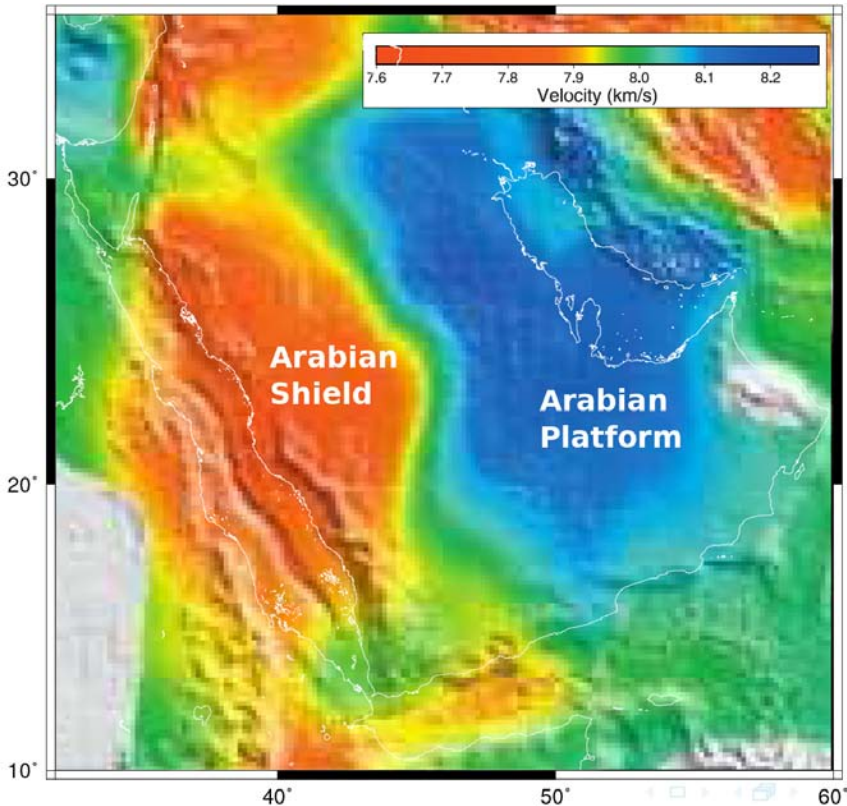 7.6 7.7 7.8 7.9 8.0 8.1 8.2
Velocity (km/s)
30˚
Arabian
Shield
Arabian
Platform
20˚
10˚
40˚ 50˚ 60˚